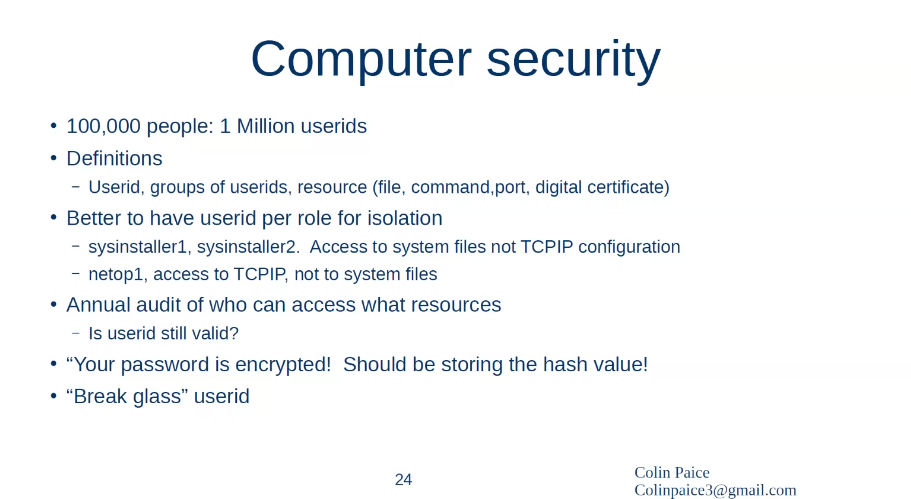 Computer security
• 100,000 people: 1 Million userids
• Definitions
– Userid, groups of userids, resource (file, command,port, digital certificate)
• Better to have userid per role for isolation
– sysinstaller1, sysinstaller2.  Access to system files not TCPIP configuration
– netop1, access to TCPIP, not to system files
• Annual audit of who can access what resources
– Is userid still valid?
• “Your password is encrypted!  Should be storing the hash value!
• “Break glass” userid
24
Colin Paice
Colinpaice3@gmail.com